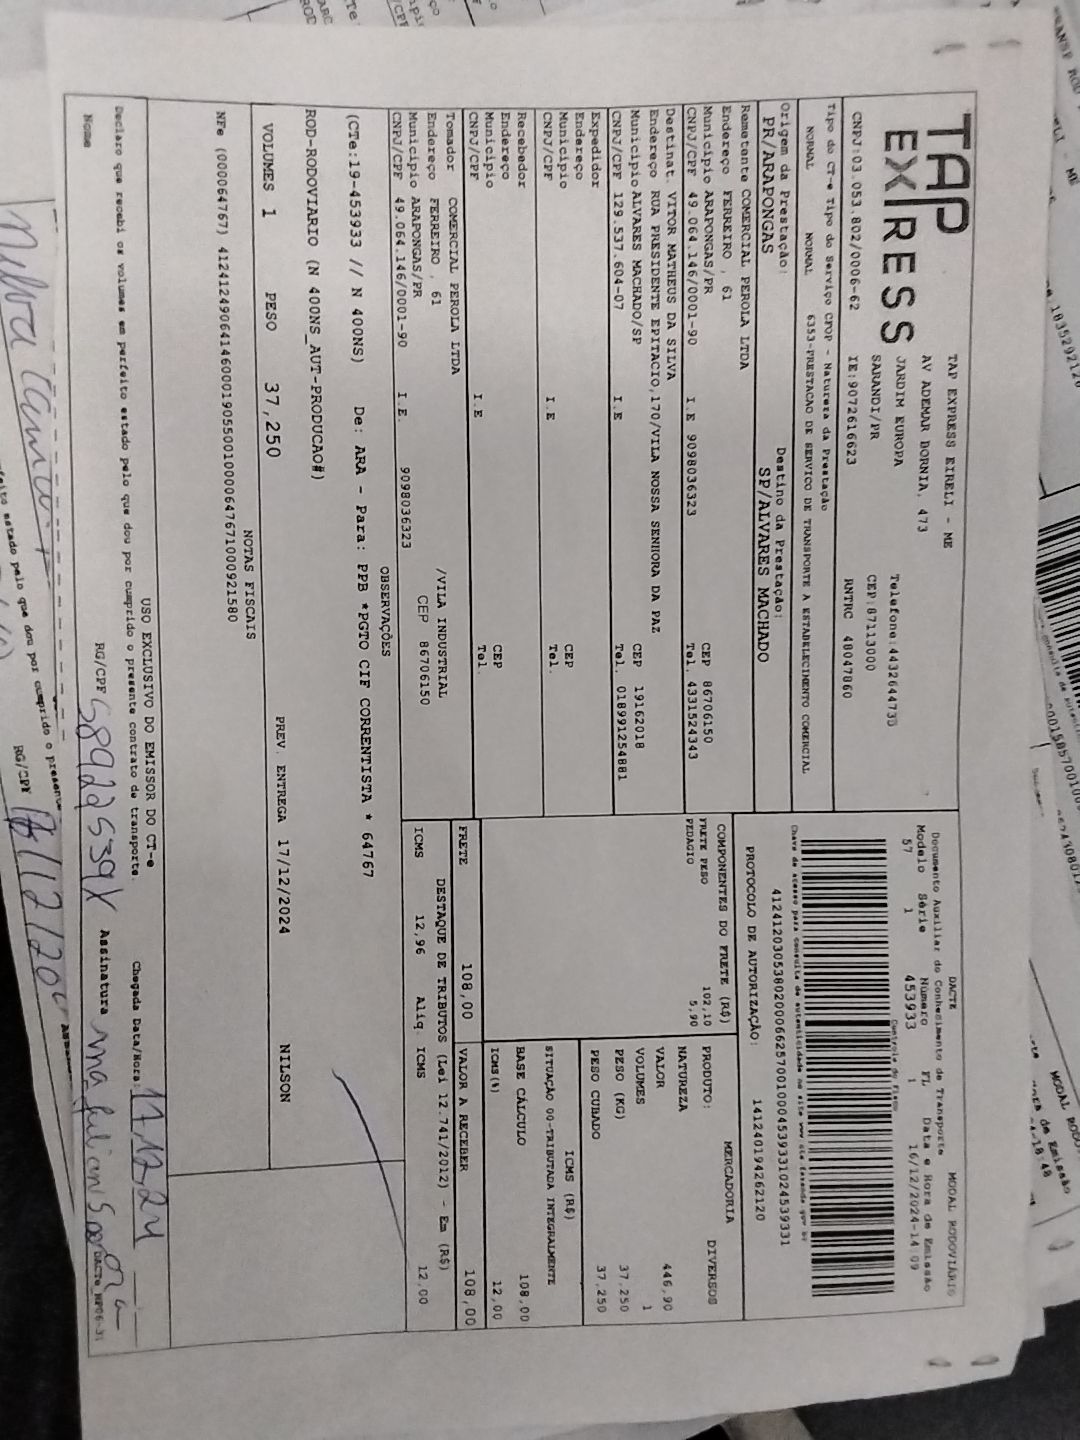 TAP
EXPRESS
TAP EXPRESS EIRELI - ME
AV ADEMAR BORNIA, 473
JARDIM EUROPA
SARANDI/PR
Telefone:4432644733
CEP:87113000
CNPJ:03.053.802/0006-62 IE:9072616623 RNTRC 48047860
Tipo do CT-e Tipo do Serviço CFOP - Natureza da Prestação
NORMAL NORMAL 6353-PRESTACAO DE SERVICO DE TRANSPORTE A ESTABELECIMENTO COMERCIAL
Origem da Prestação: Destino da Prestação:
PR/ARAPONGAS SP/ALVARES MACHADO
DACTE MODAL RODOVIÁRIO
Documento Auxiliar do Conhecimento de Transporte
Modelo Série Número FL Data e Hora de Emissão
57 1 453933 1 16/12/2024-14:09
Controle do Fisco
Chave de acesso para consulta de autenticidade no site
41241203053802000662570010004539331024539331
PROTOCOLO DE AUTORIZAÇÃO: 141240194262120
Remetente COMERCIAL PEROLA LTDA
Endereço FERREIRO , 61
Município ARAPONGAS/PR CEP 86706150
CNPJ/CPF 49.064.146/0001-90 I.E 9098036323 Tel. 4331524343
Destinat. VITOR MATHEUS DA SILVA
Endereço RUA PRESIDENTE EPITACIO,170/VILA NOSSA SENHORA DA PAZ
Município ALVARES MACHADO/SP CEP 19162018
CNPJ/CPF 129.537.604-07 I.E Tel. 018991254881
Expedidor
Endereço
Município CEP
CNPJ/CPF I.E Tel.
Recebedor
Endereço
Município CEP
CNPJ/CPF I.E Tel.
Tomador COMERCIAL PEROLA LTDA
Endereço FERREIRO , 61 /VILA INDUSTRIAL
Município ARAPONGAS/PR CEP 86706150
CNPJ/CPF 49.064.146/0001-90 I.E. 9098036323
COMPONENTES DO FRETE (R$)
FRETE PESO 102,10
PEDAGIO 5,90
MERCADORIA
PRODUTO: DIVERSOS
NATUREZA
VALOR 446,90
VOLUMES 1
PESO (KG) 37,250
PESO CUBADO 37,250
ICMS (R$)
SITUAÇÃO 00-TRIBUTADA INTEGRALMENTE
BASE CÁLCULO 108,00
ICMS(%) 12,00
FRETE 108,00 VALOR A RECEBER 108,00
DESTAQUE DE TRIBUTOS (Lei 12.741/2012) - Em (R$)
ICMS 12,96 Aliq. ICMS 12,00
OBSERVAÇÕES
(CTe:19-453933 // N 400NS) De: ARA - Para: PPB *PGTO CIF CORRENTISTA * 64767
ROD-RODOVIARIO (N 400NS_AUT-PRODUCAO#)
VOLUMES 1 PESO 37,250 PREV. ENTREGA 17/12/2024 NILSON
NOTAS FISCAIS
NFe (000064767) 41241249064146000190550010000647671000921580
USO EXCLUSIVO DO EMISSOR DO CT-e
Declaro que recebi os volumes em perfeito estado pelo que dou por cumprido o presente contrato de transporte.
Chegada Data/Hora: 17.12.24
Nome RG/CPF 58922539X Assinatura